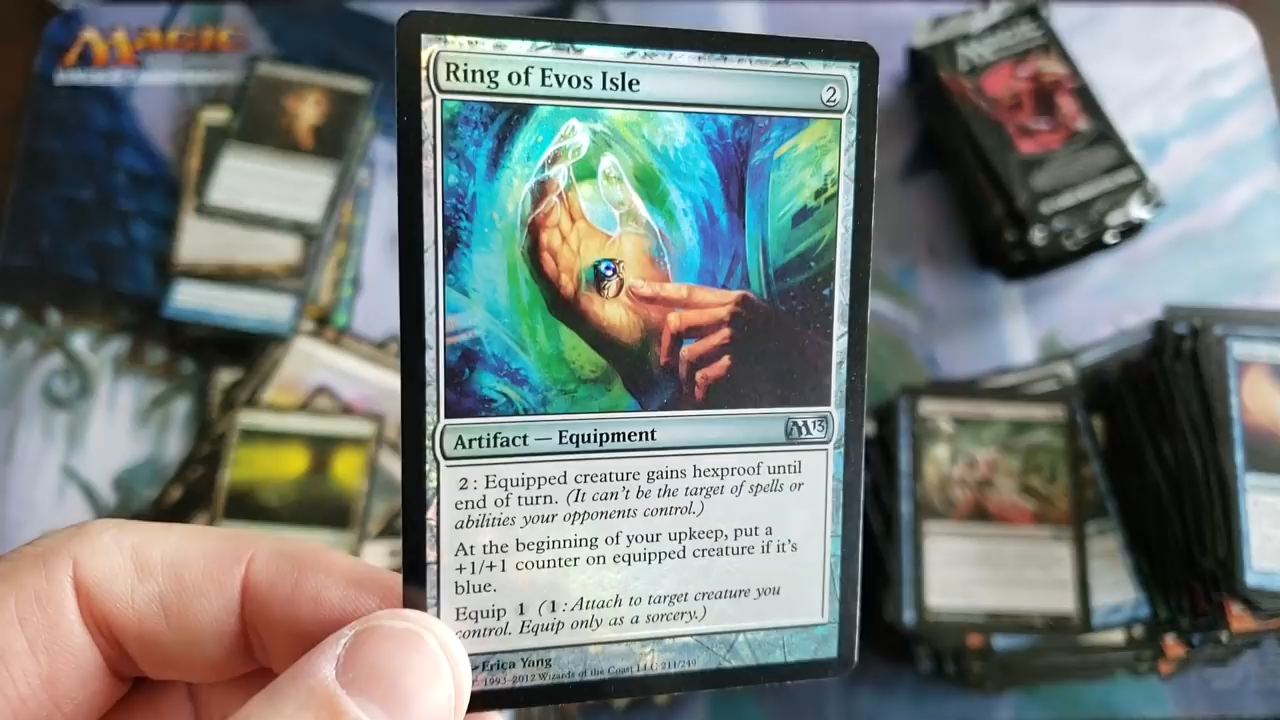 Magic
Ring of Evos Isle
2
Artifact — Equipment
M13
2: Equipped creature gains hexproof until
end of turn. (It can't be the target of spells or
abilities your opponents control.)
At the beginning of your upkeep, put a
+1/+1 counter on equipped creature if it's
blue.
Equip 1 (1: Attach to target creature you
control. Equip only as a sorcery.)
Erica Yang
1993–2012 Wizards of the Coast LLC 211/249